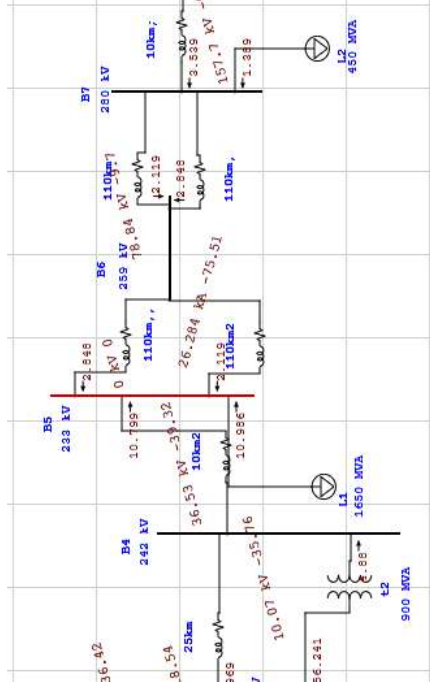 10km;
3.539
157.7 kV
1.389
L2
450 MVA
B7
280 kV
110km
78.84 kV -9.7
2.119
2.848
110km,
B6
259 kV
110km,,
26.284 kA -75.51
110km2
2.848
0 kV 0
2.119
B5
233 kV
10.799
36.53 kV -39.32
10km2
10.986
L1
1650 MVA
B4
242 kV
10.07 kV -35.76
t2
900 MVA
25km
36.42
8.54
969
56.241